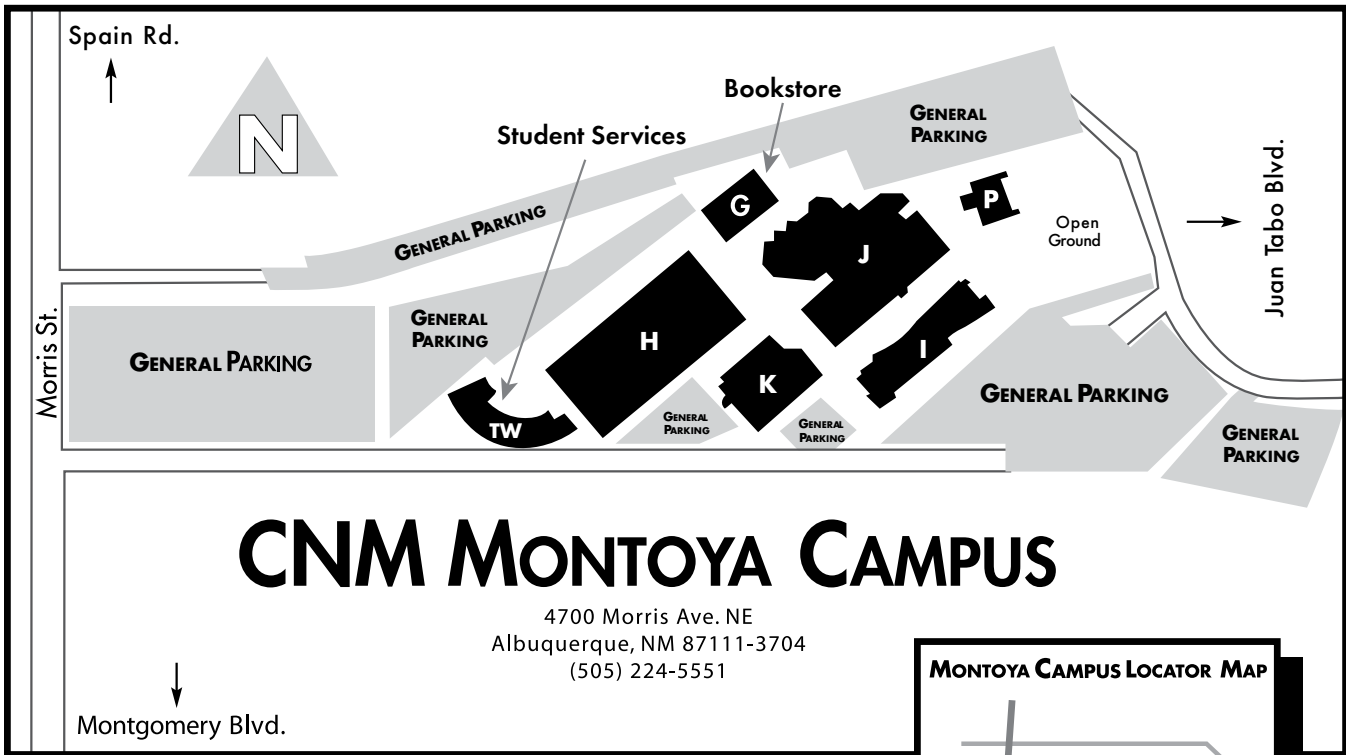 Spain Rd.
N
Bookstore
Student Services
GENERAL
PARKING
G
P
Open
Ground
Juan Tabo Blvd.
GENERAL PARKING
J
Morris St.
GENERAL PARKING
GENERAL
PARKING
H
I
K
GENERAL PARKING
GENERAL
PARKING
GENERAL
PARKING
TW
GENERAL
PARKING
CNM MONTOYA CAMPUS
4700 Morris Ave. NE
Albuquerque, NM 87111-3704
(505) 224-5551
MONTOYA CAMPUS LOCATOR MAP
Montgomery Blvd.